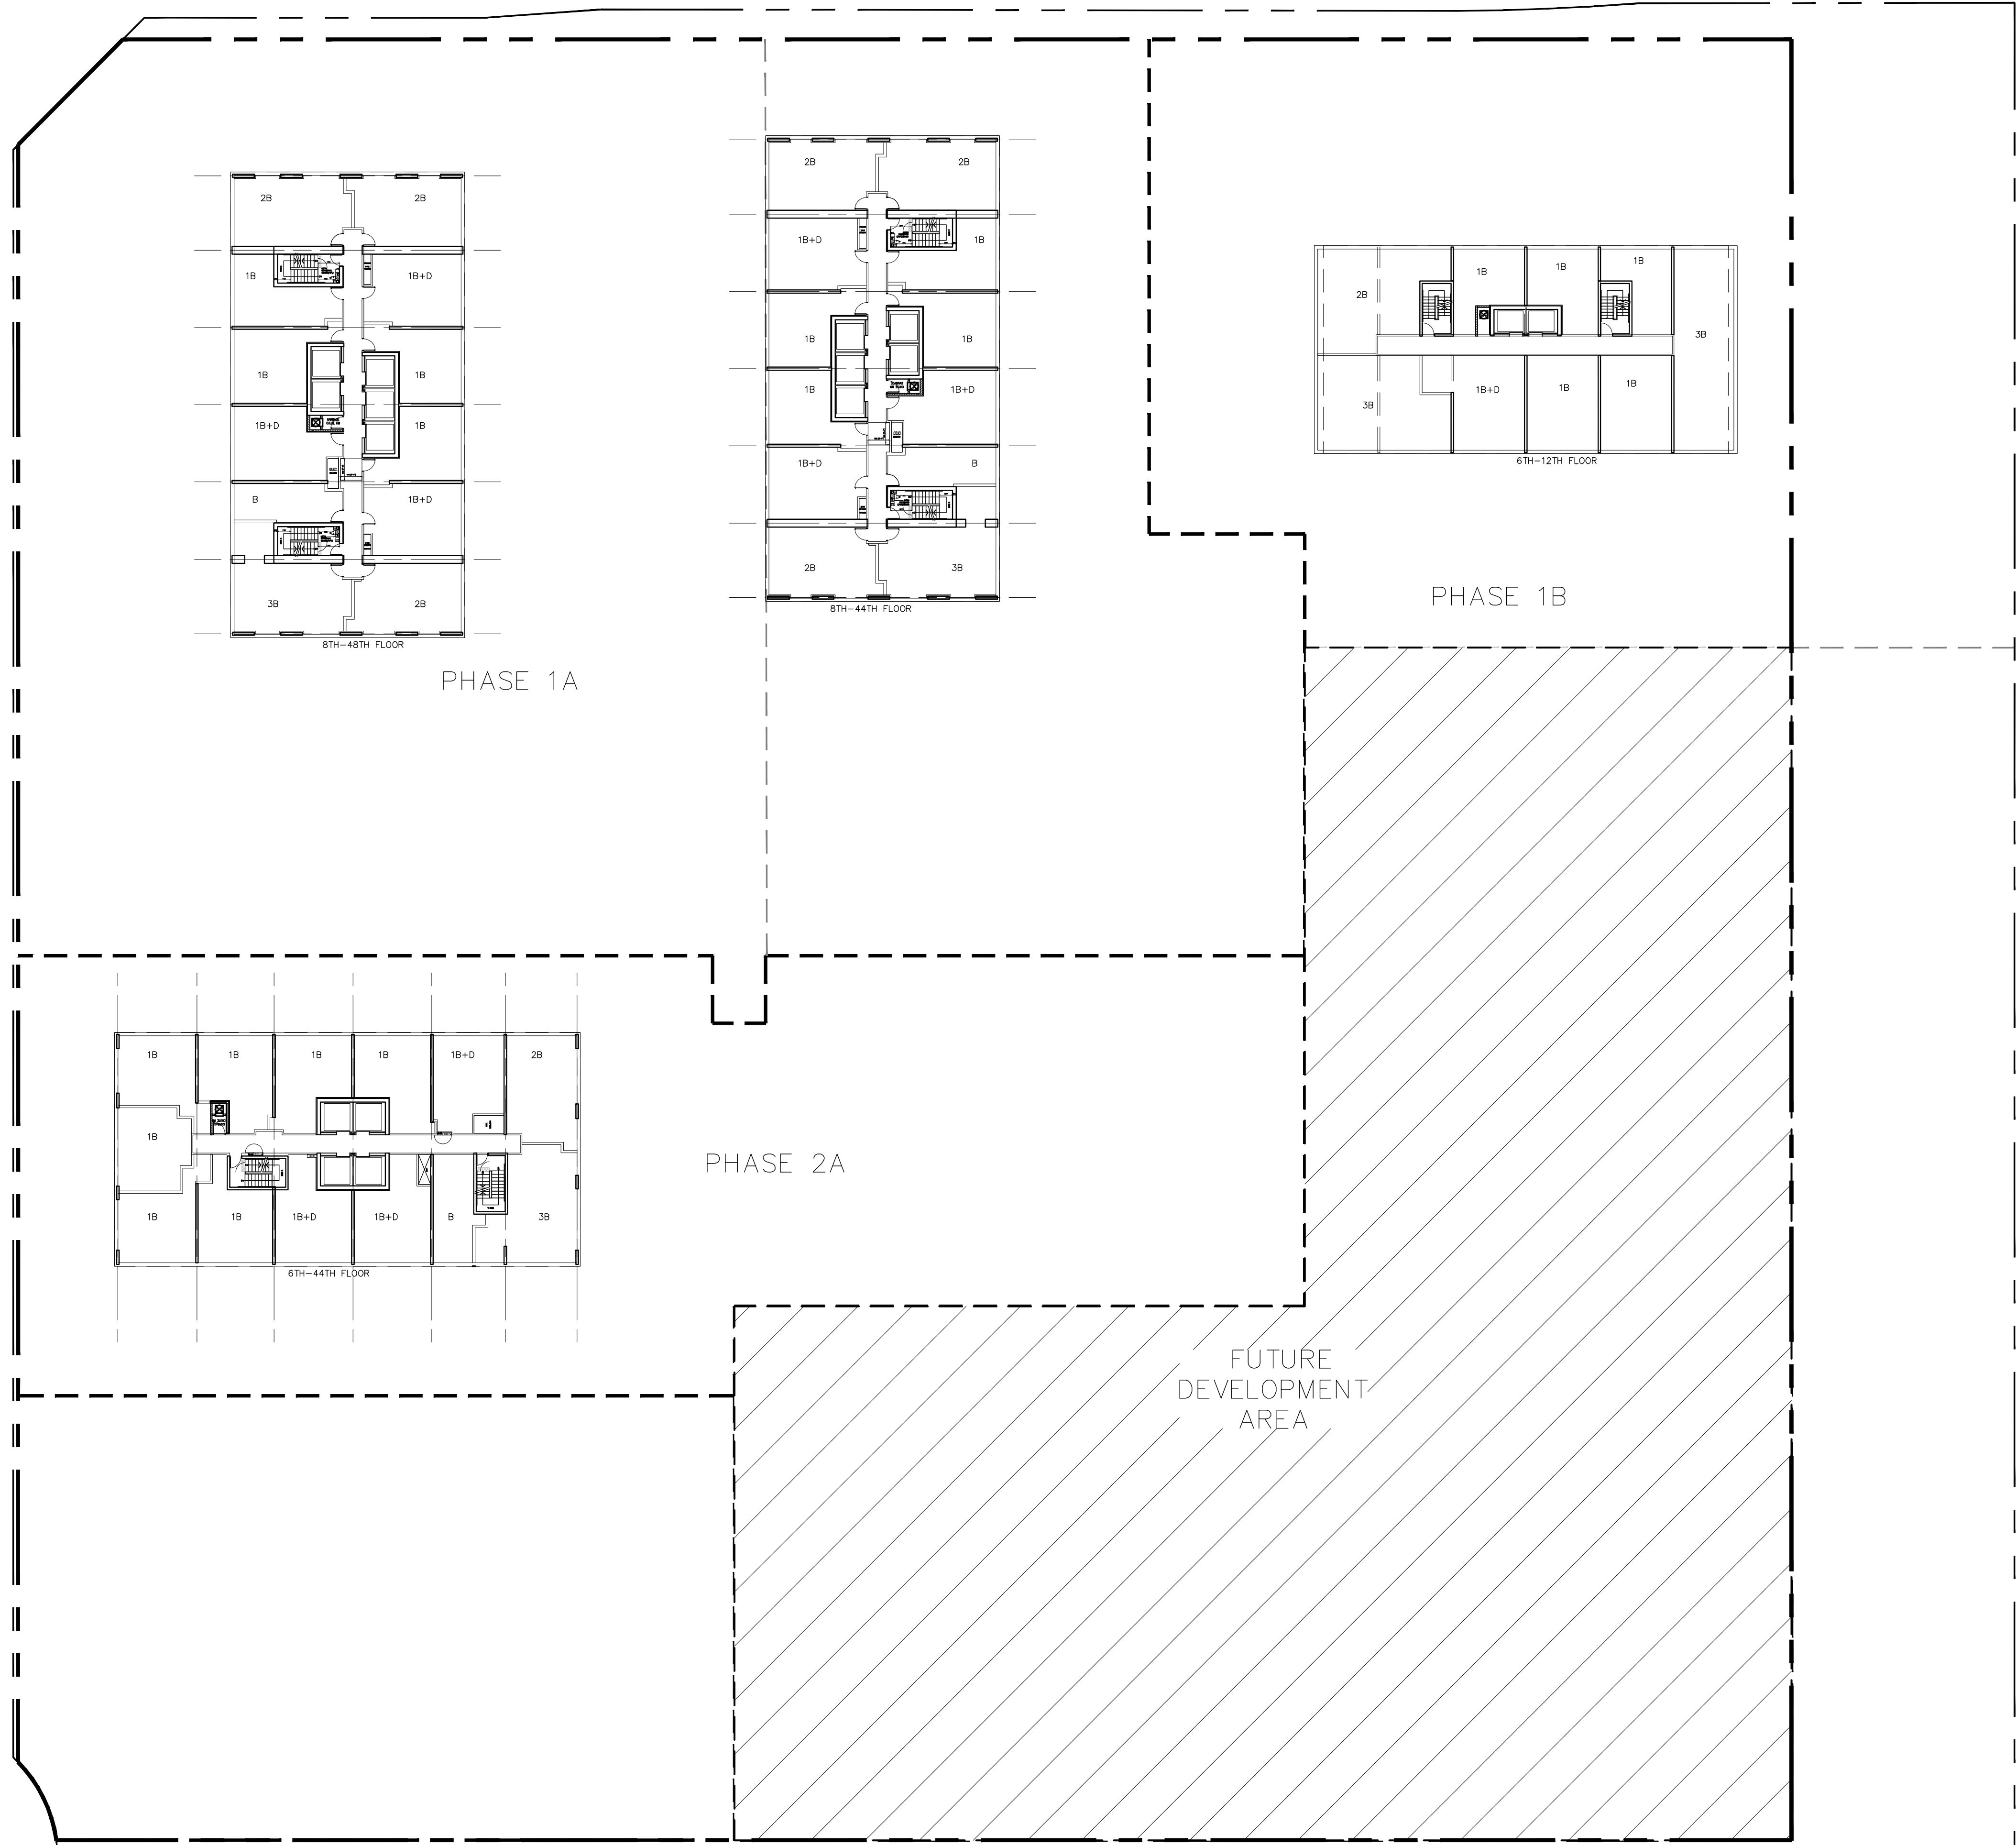 2B 2B
1B 1B+D
1B 1B
1B+D 1B
B 1B+D
3B 2B
8TH-48TH FLOOR
PHASE 1A
2B 2B
1B+D 1B
1B 1B
1B 1B+D
1B+D B
2B 3B
8TH-44TH FLOOR
2B 1B 1B 1B
3B
3B 1B+D 1B 1B
6TH-12TH FLOOR
PHASE 1B
1B 1B 1B 1B 1B+D 2B
1B
1B 1B 1B+D 1B+D B 3B
6TH-44TH FLOOR
PHASE 2A
FUTURE
DEVELOPMENT
AREA